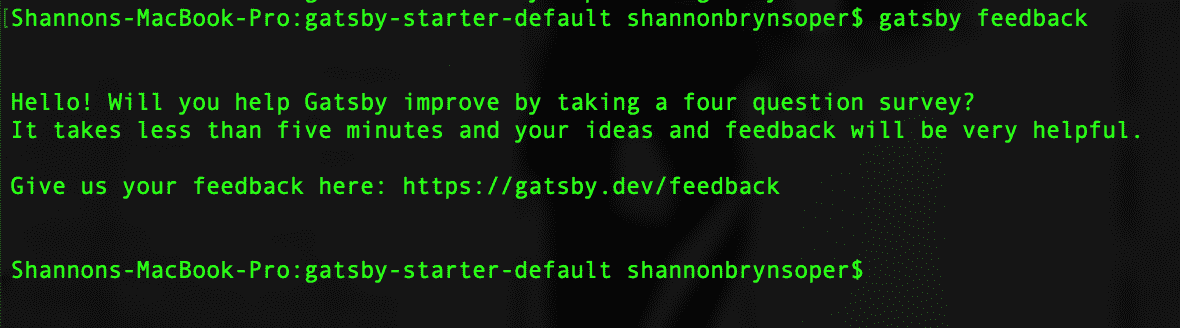 [Shannons-MacBook-Pro:gatsby-starter-default shannonbrynsoper$ gatsby feedback
Hello! Will you help Gatsby improve by taking a four question survey?
It takes less than five minutes and your ideas and feedback will be very helpful.
Give us your feedback here: https://gatsby.dev/feedback
Shannons-MacBook-Pro:gatsby-starter-default shannonbrynsoper$